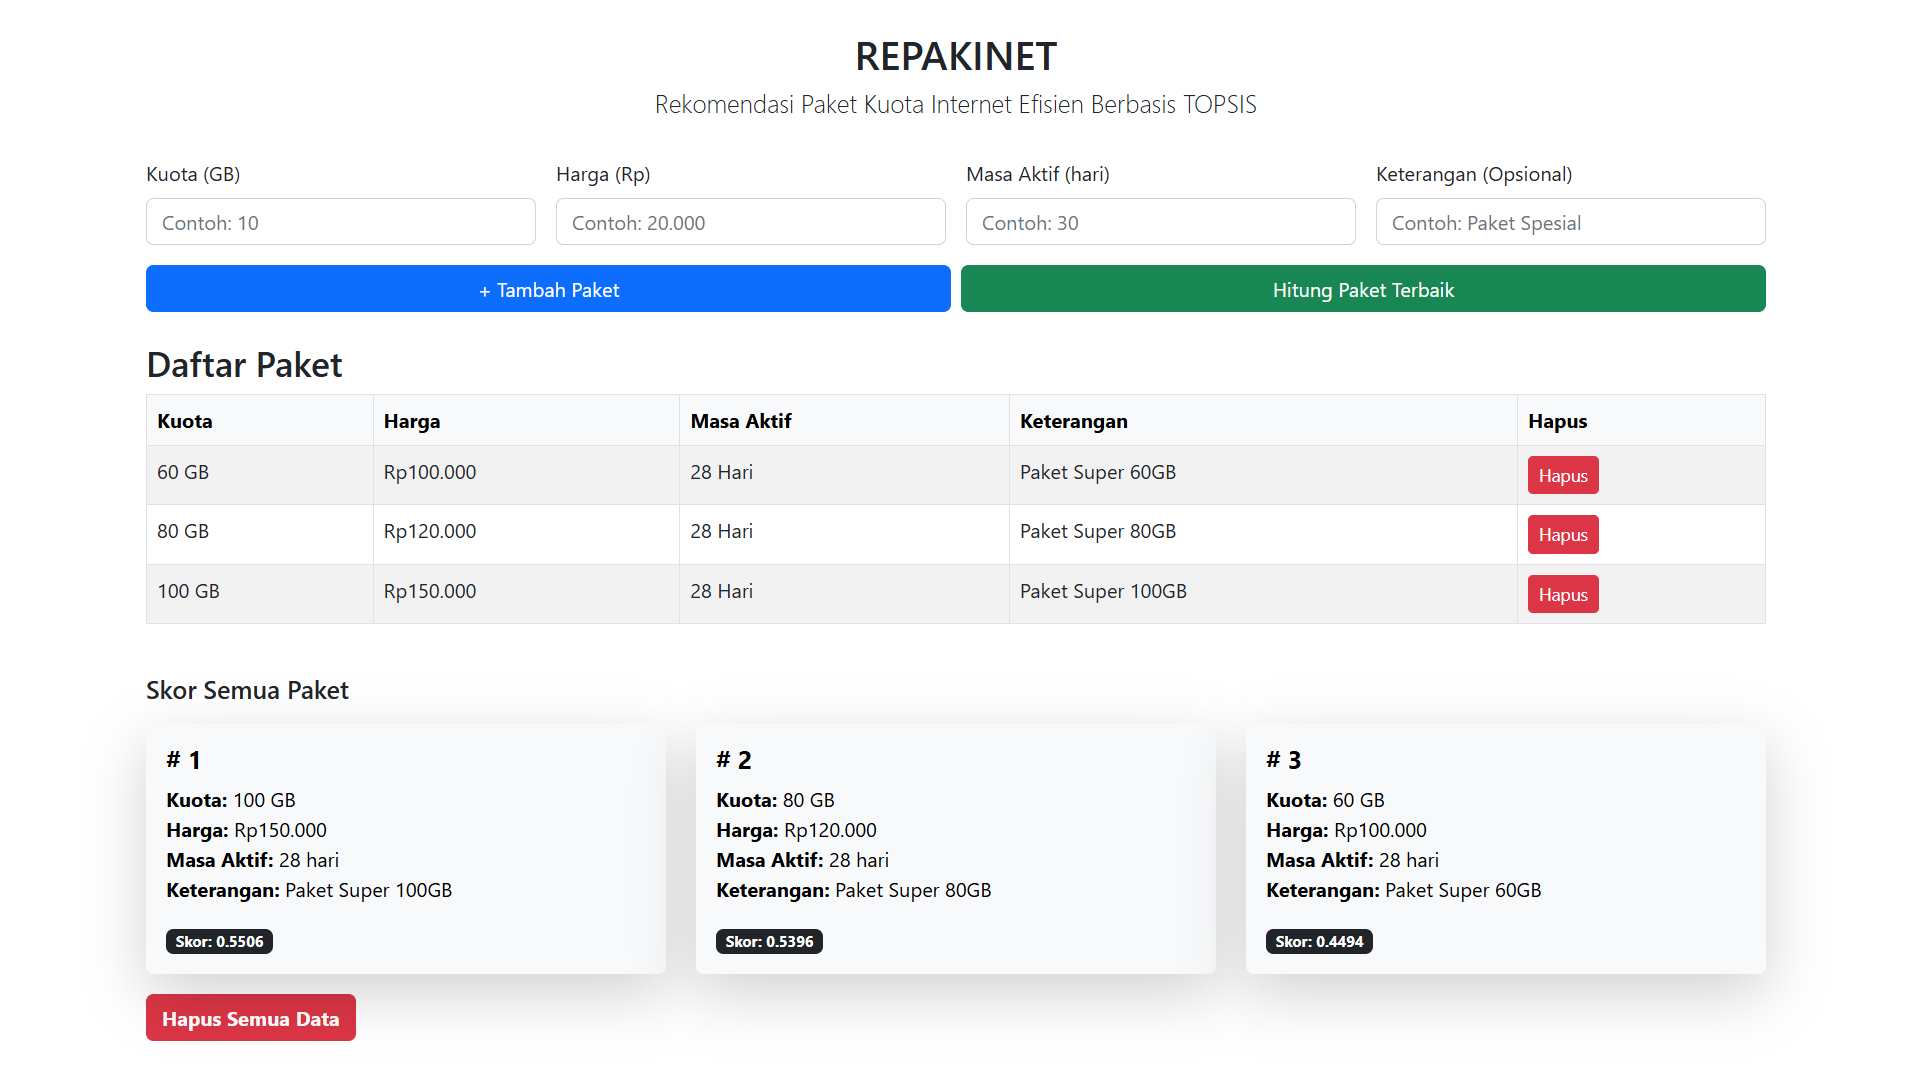 REPAKINET
Rekomendasi Paket Kuota Internet Efisien Berbasis TOPSIS
Kuota (GB) Harga (Rp) Masa Aktif (hari) Keterangan (Opsional)
Contoh: 10 Contoh: 20.000 Contoh: 30 Contoh: Paket Spesial
+ Tambah Paket Hitung Paket Terbaik
Daftar Paket
Kuota Harga Masa Aktif Keterangan Hapus
60 GB Rp100.000 28 Hari Paket Super 60GB Hapus
80 GB Rp120.000 28 Hari Paket Super 80GB Hapus
100 GB Rp150.000 28 Hari Paket Super 100GB Hapus
Skor Semua Paket
# 1
Kuota: 100 GB
Harga: Rp150.000
Masa Aktif: 28 hari
Keterangan: Paket Super 100GB
Skor: 0.5506
# 2
Kuota: 80 GB
Harga: Rp120.000
Masa Aktif: 28 hari
Keterangan: Paket Super 80GB
Skor: 0.5396
# 3
Kuota: 60 GB
Harga: Rp100.000
Masa Aktif: 28 hari
Keterangan: Paket Super 60GB
Skor: 0.4494
Hapus Semua Data